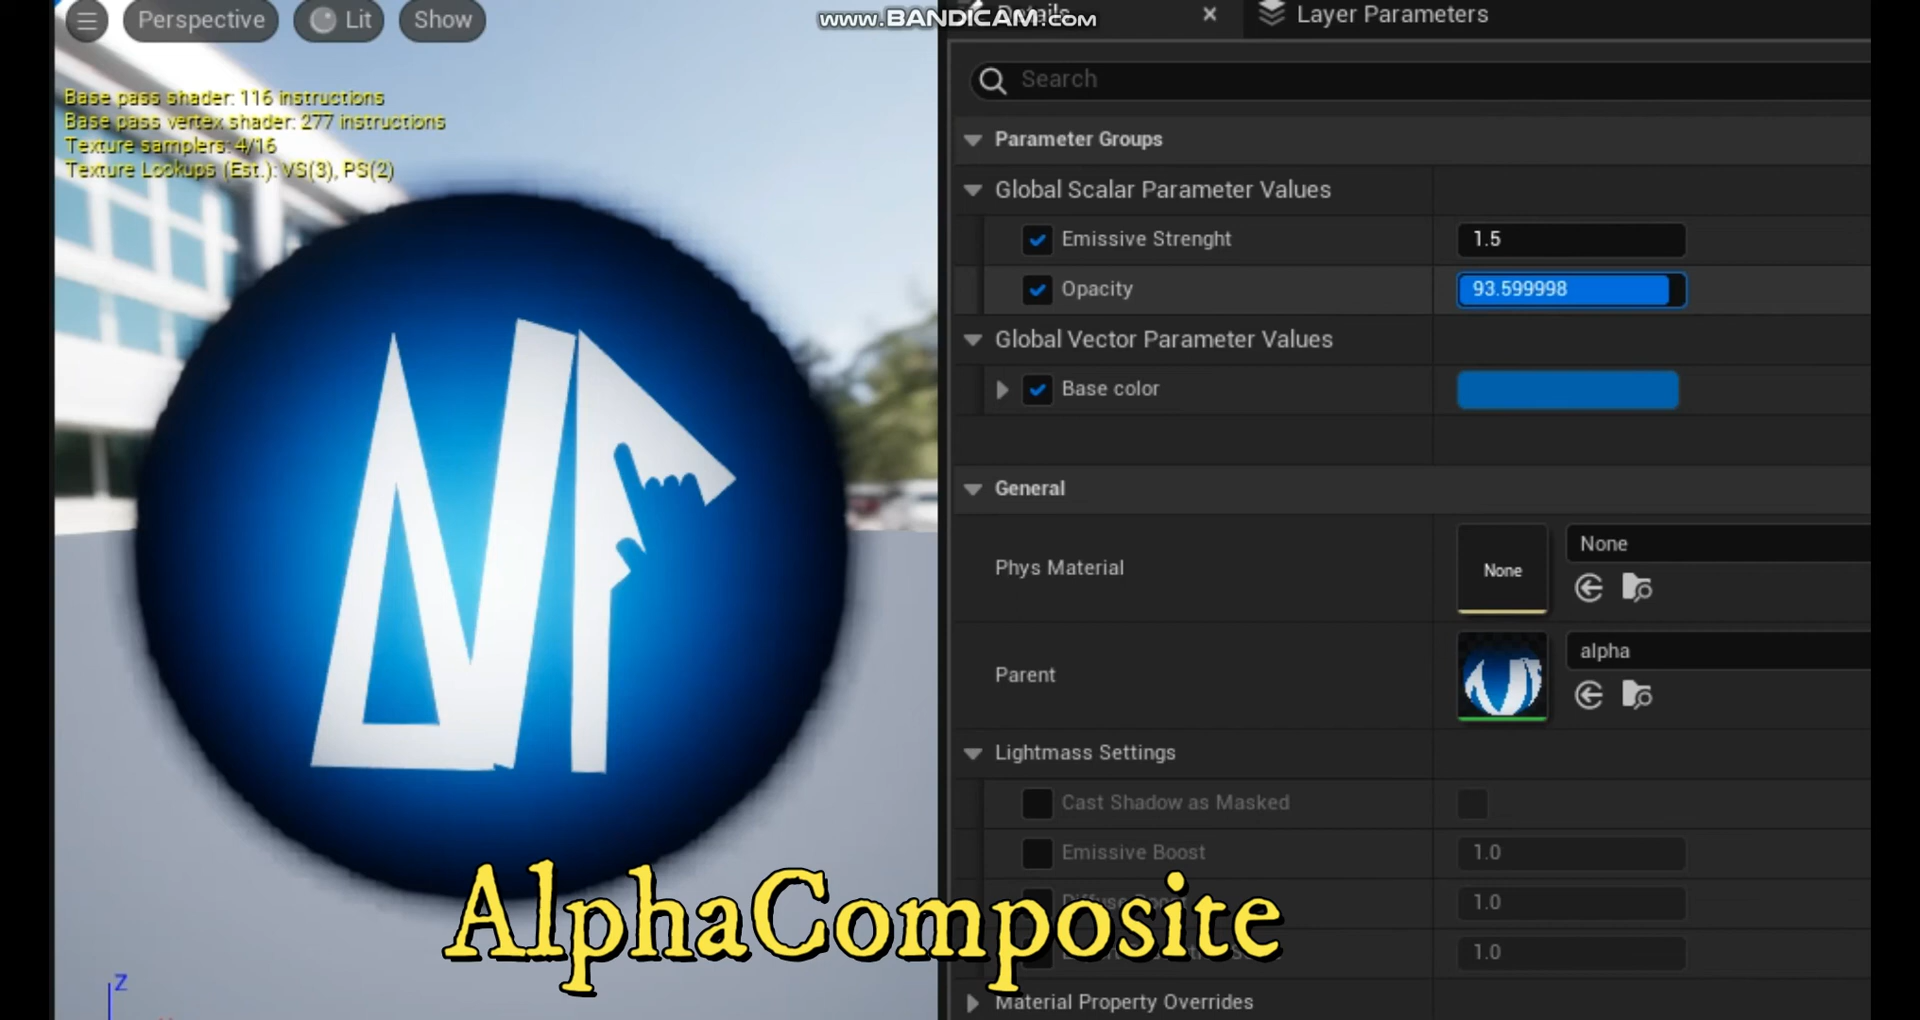 Perspective
Lit
Show
www.BANDICAM.com
Details
Layer Parameters
Base pass shader: 116 instructions
Base pass vertex shader: 277 instructions
Texture samplers: 4/16
Texture Lookups (Est.): VS(3), PS(2)
Search
Parameter Groups
Global Scalar Parameter Values
Emissive Strenght
1.5
Opacity
93.599998
Global Vector Parameter Values
Base color
General
Phys Material
None
None
Parent
alpha
Lightmass Settings
Cast Shadow as Masked
Emissive Boost
1.0
1.0
AlphaComposite
1.0
Material Property Overrides
Z